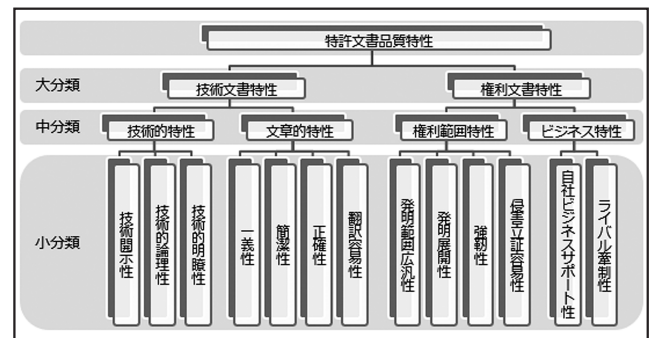 特許文書品質特性
大分類
技術文書特性
権利文書特性
中分類
技術的特性
文章的特性
権利範囲特性
ビジネス特性
小分類
技術開示性
技術的論理性
技術的明瞭性
一義性
簡潔性
正確性
翻訳容易性
発明範囲広汎性
発明展開性
強靭性
侵害立証容易性
自社ビジネスサポート性
ライバル牽制性